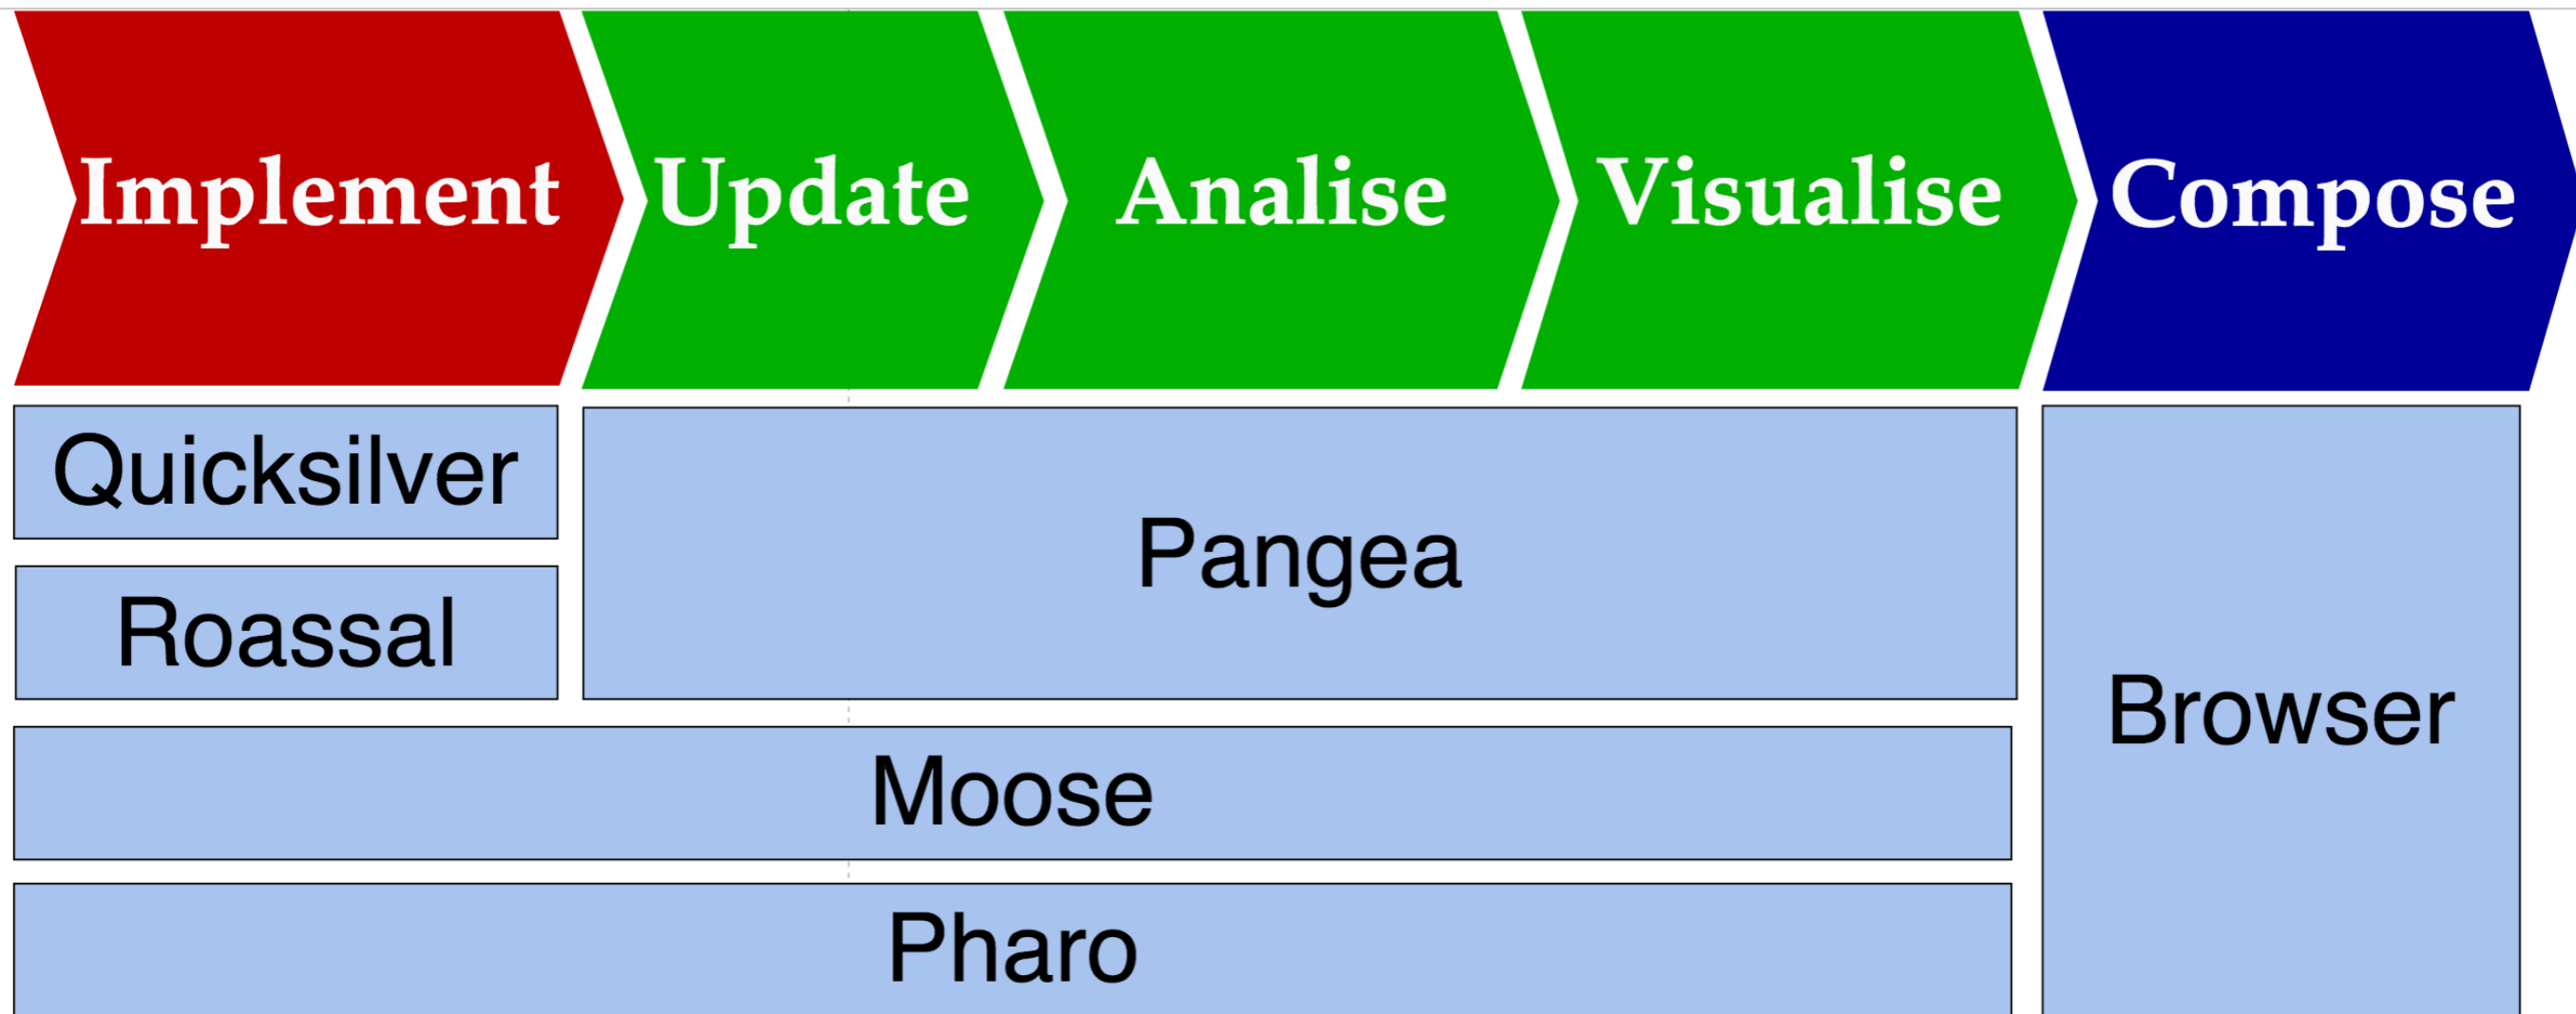 Implement Update Analise Visualise Compose
Quicksilver
Pangea
Roassal
Browser
Moose
Pharo